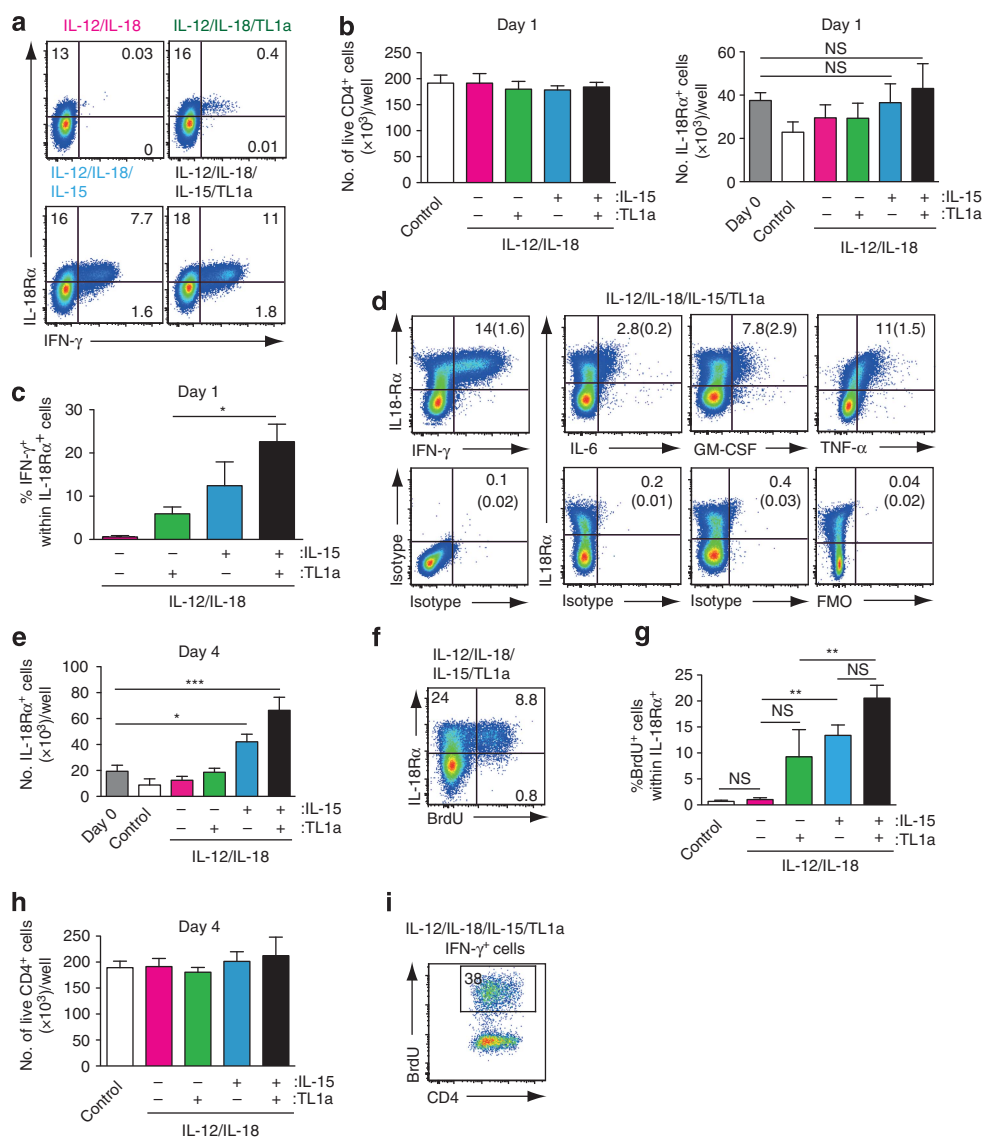 a
IL-12/IL-18
IL-12/IL-18/TL1a
13
0.03
16
0.4
0
0.01
IL-12/IL-18/
IL-15
IL-12/IL-18/
IL-15/TL1a
16
7.7
18
11
1.6
1.8
IL-18Rα
IFN-γ
b
Day 1
No. of live CD4+ cells
(×10³)/well
250
200
150
100
50
0
Control
– – + + :IL-15
– + – + :TL1a
IL-12/IL-18
Day 1
No. IL-18Rα+ cells
(×10³)/well
60
40
20
0
NS
NS
Day 0
Control
– – + + :IL-15
– + – + :TL1a
IL-12/IL-18
c
Day 1
% IFN-γ+
within IL-18Rα+ cells
30
20
10
0
*
– – + + :IL-15
– + – + :TL1a
IL-12/IL-18
d
IL-12/IL-18/IL-15/TL1a
14(1.6)
2.8(0.2)
7.8(2.9)
11(1.5)
IL18-Rα
IL18Rα
IFN-γ
IL-6
GM-CSF
TNF-α
0.1
(0.02)
0.2
(0.01)
0.4
(0.03)
0.04
(0.02)
Isotype
IL18Rα
Isotype
Isotype
Isotype
FMO
e
Day 4
No. IL-18Rα+ cells
(×10³)/well
100
80
60
40
20
0
***
*
Day 0
Control
– – + + :IL-15
– + – + :TL1a
IL-12/IL-18
f
IL-12/IL-18/
IL-15/TL1a
24
8.8
0.8
IL-18Rα
BrdU
g
%BrdU+ cells
within IL-18Rα+
25
20
15
10
5
0
**
NS
**
NS
NS
Control
– – + + :IL-15
– + – + :TL1a
IL-12/IL-18
h
Day 4
No. of live CD4+ cells
(×10³)/well
250
200
150
100
50
0
Control
– – + + :IL-15
– + – + :TL1a
IL-12/IL-18
i
IL-12/IL-18/IL-15/TL1a
IFN-γ+ cells
38
BrdU
CD4